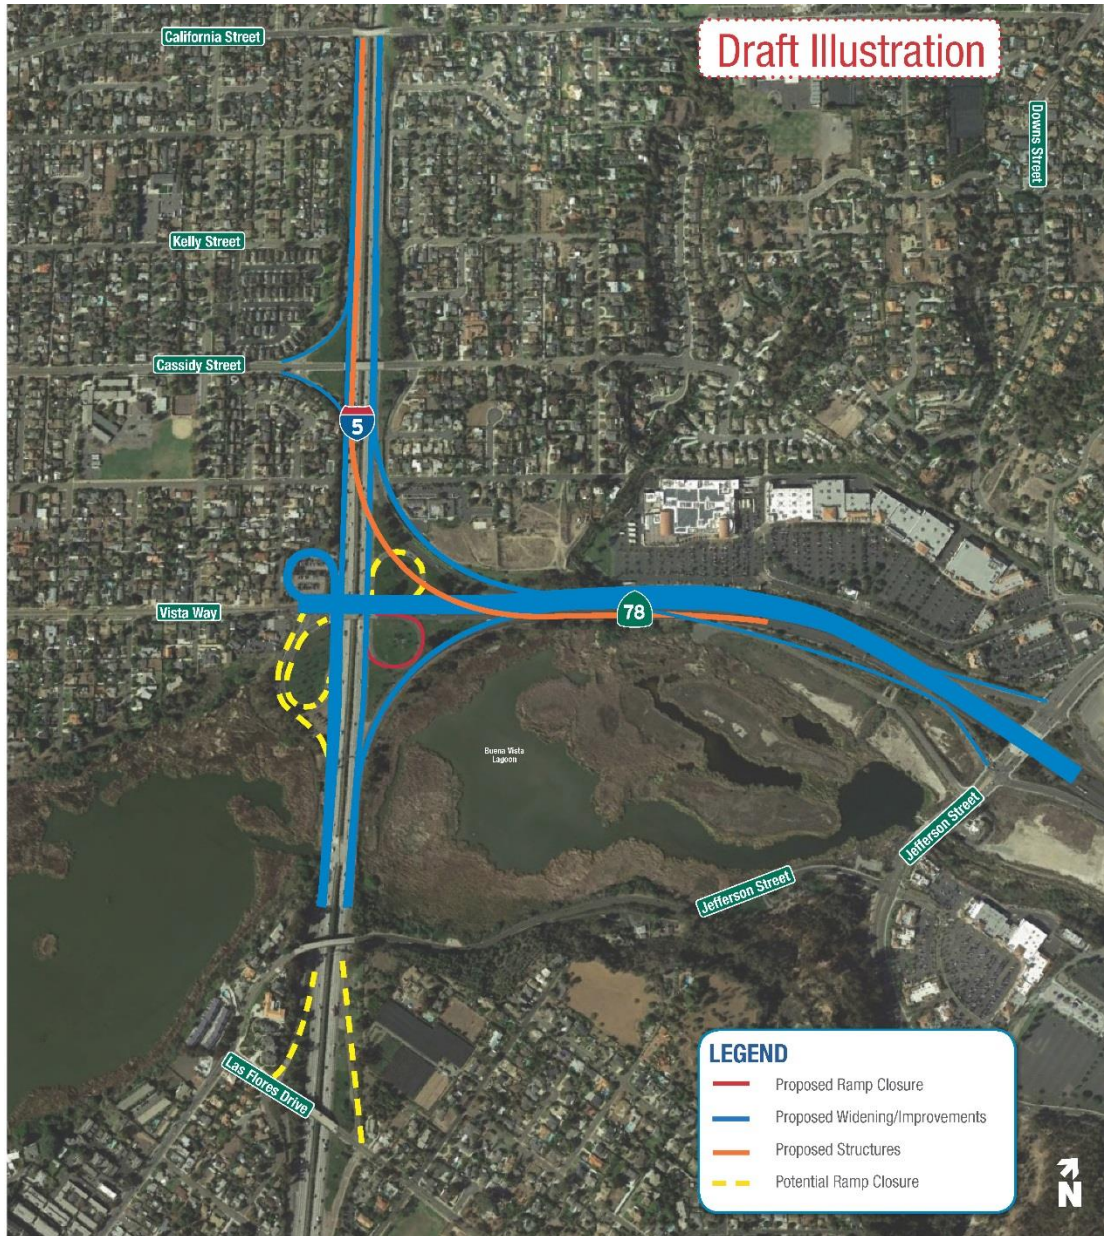 California Street
Draft Illustration
Downs Street
Kelly Street
Cassidy Street
5
Vista Way
78
Buena Vista
Lagoon
Jefferson Street
Jefferson Street
Las Flores Drive
LEGEND
Proposed Ramp Closure
Proposed Widening/Improvements
Proposed Structures
Potential Ramp Closure
N